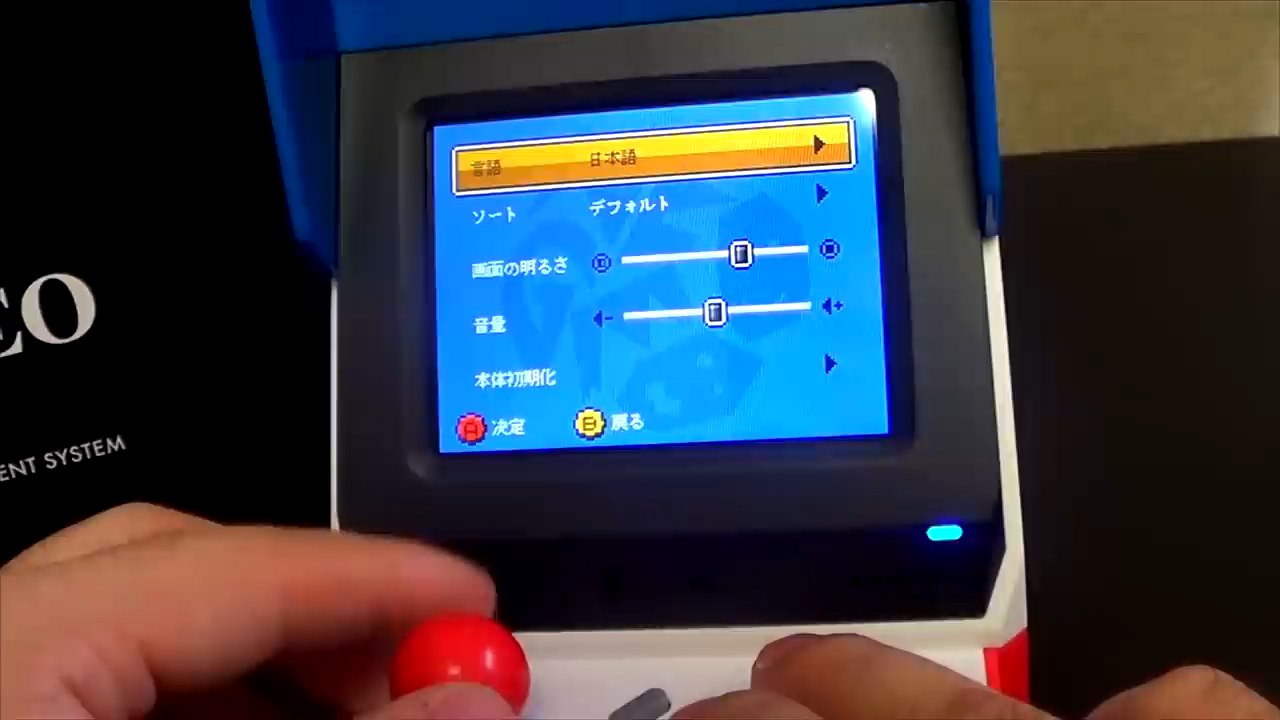 言語 日本語
ソート デフォルト
画面の明るさ
音量
本体初期化
A 决定 B 戻る
EO
ENT SYSTEM